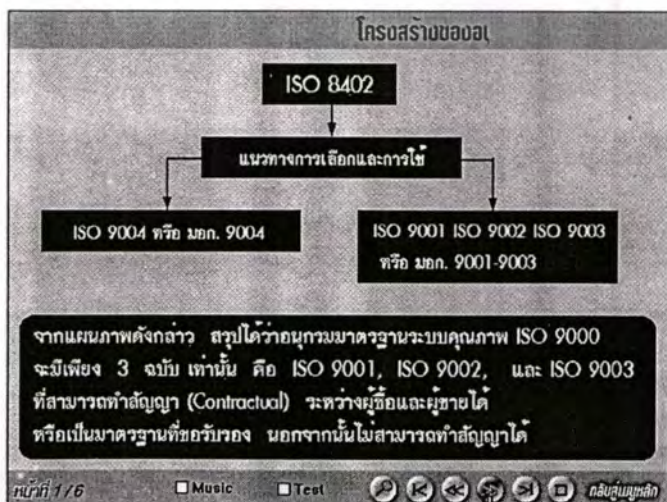 โครงสร้างของอ
ISO 8402
แนวทางการเลือกและการใช้
ISO 9004 หรือ มอก. 9004
ISO 9001 ISO 9002 ISO 9003
หรือ มอก. 9001-9003
จากแผนภาพดังกล่าว สรุปได้ว่าอนุกรมมาตรฐานระบบคุณภาพ ISO 9000
จะมีเพียง 3 ฉบับ เท่านั้น คือ ISO 9001, ISO 9002, และ ISO 9003
ที่สามารถทำสัญญา (Contractual) ระหว่างผู้ซื้อและผู้ขายได้
หรือเป็นมาตรฐานที่ขอรับรอง นอกจากนั้นไม่สามารถทำสัญญาได้
หน้าที่ 1/6 Music Test กลับสู่เมนูหลัก